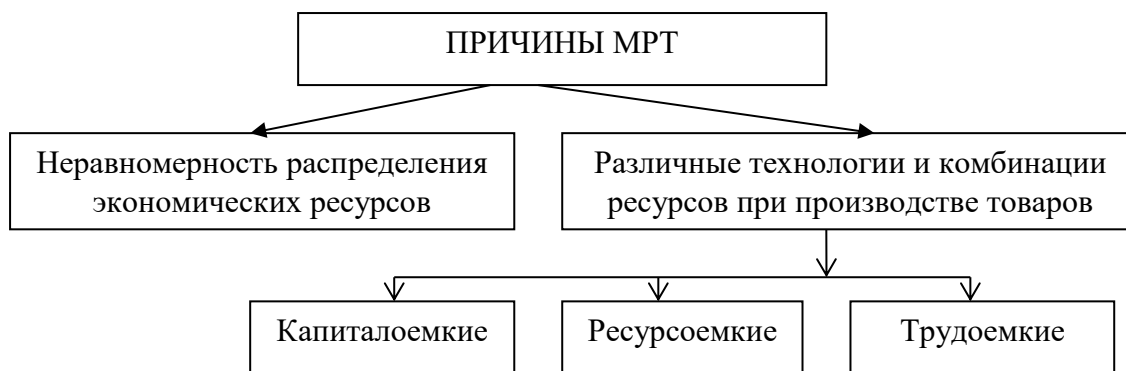 ПРИЧИНЫ МРТ
Неравномерность распределения
экономических ресурсов
Различные технологии и комбинации
ресурсов при производстве товаров
Капиталоемкие
Ресурсоемкие
Трудоемкие